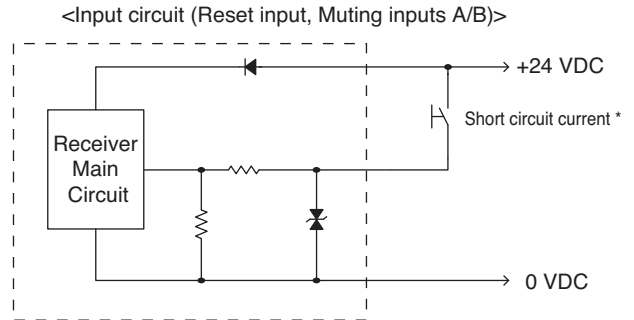 <Input circuit (Reset input, Muting inputs A/B)>
+24 VDC
Short circuit current *
Receiver
Main
Circuit
0 VDC